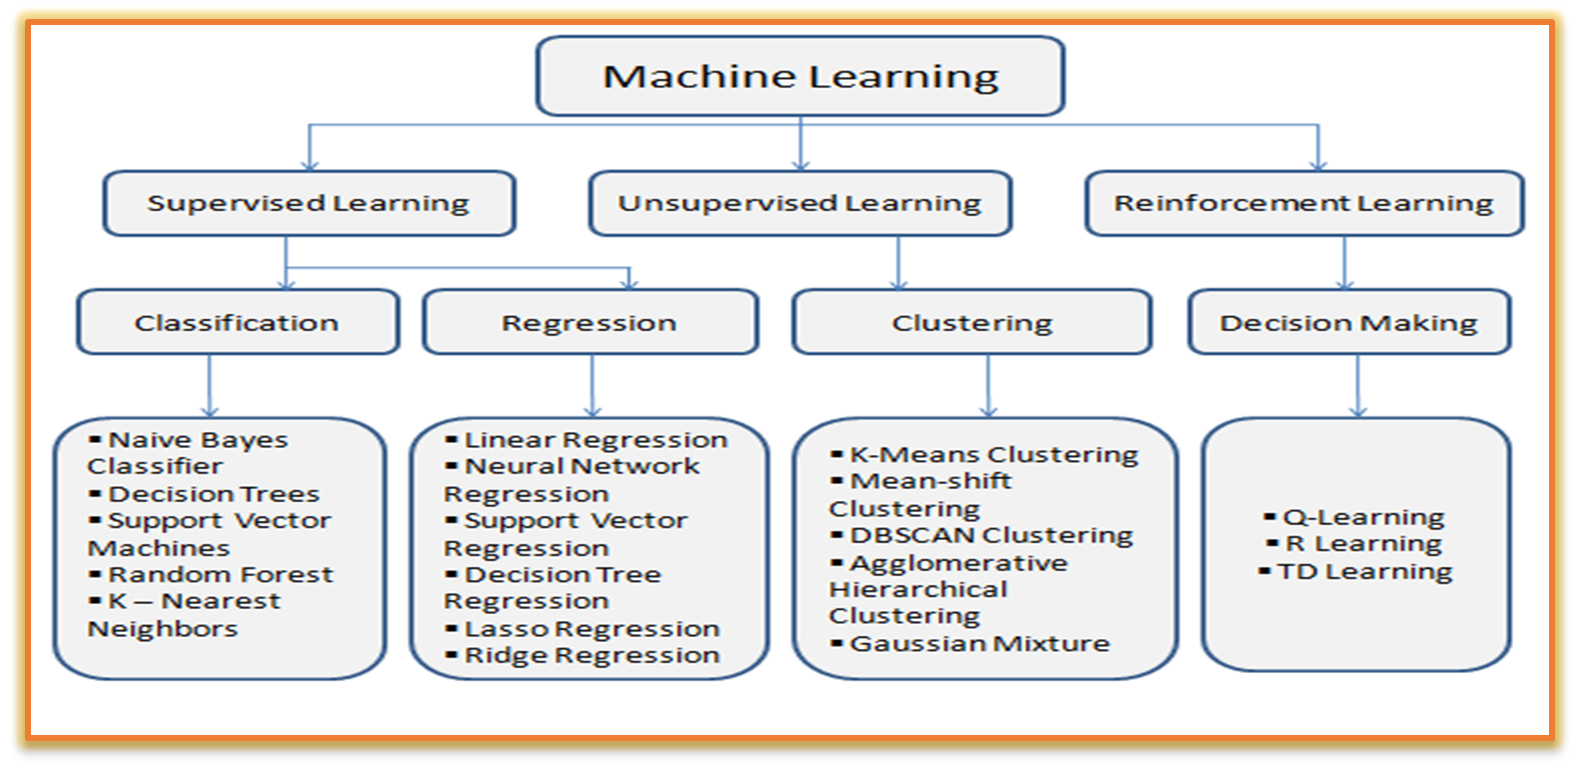 Machine Learning
Supervised Learning
Unsupervised Learning
Reinforcement Learning
Classification
Regression
Clustering
Decision Making
▪ Naive Bayes
Classifier
▪ Decision Trees
▪ Support Vector
Machines
▪ Random Forest
▪ K – Nearest
Neighbors
▪ Linear Regression
▪ Neural Network
Regression
▪ Support Vector
Regression
▪ Decision Tree
Regression
▪ Lasso Regression
▪ Ridge Regression
▪ K-Means Clustering
▪ Mean-shift
Clustering
▪ DBSCAN Clustering
▪ Agglomerative
Hierarchical
Clustering
▪ Gaussian Mixture
▪ Q-Learning
▪ R Learning
▪ TD Learning